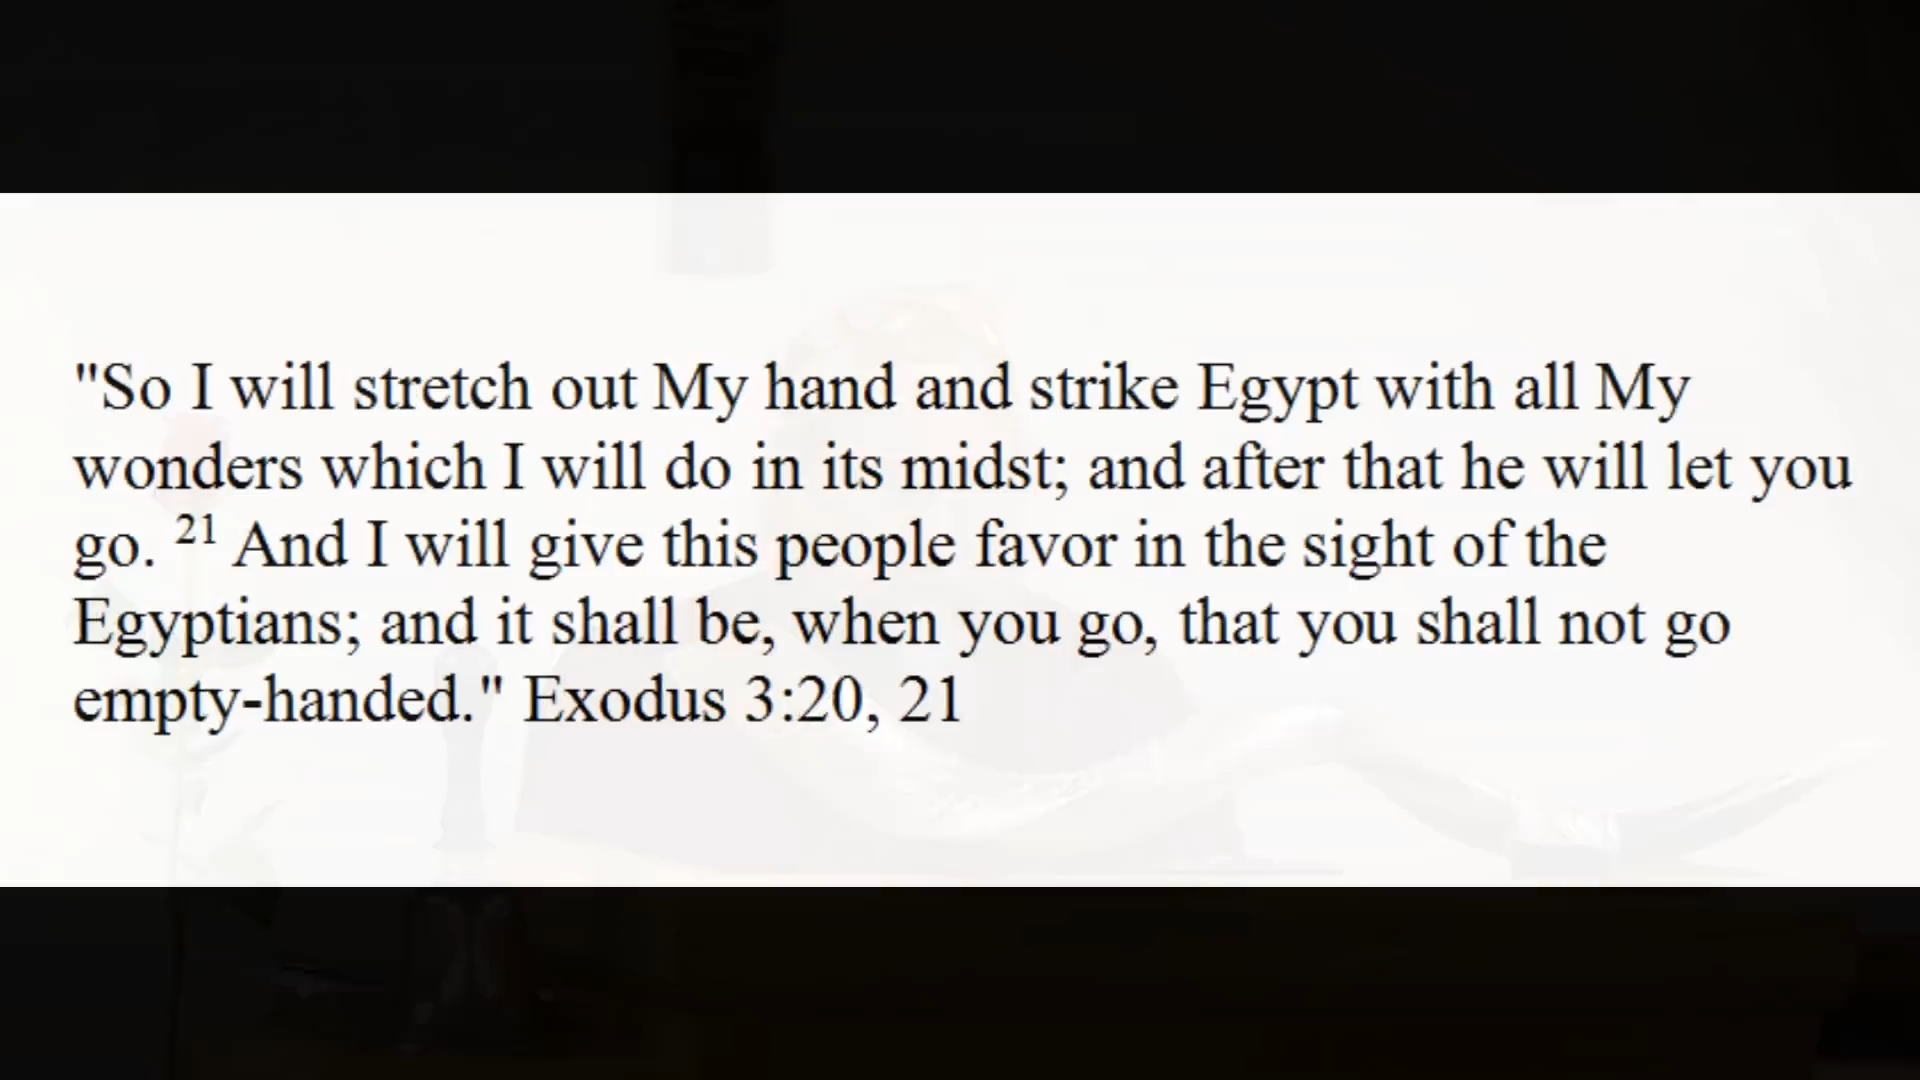 "So I will stretch out My hand and strike Egypt with all My
wonders which I will do in its midst; and after that he will let you
go. 21 And I will give this people favor in the sight of the
Egyptians; and it shall be, when you go, that you shall not go
empty-handed." Exodus 3:20, 21